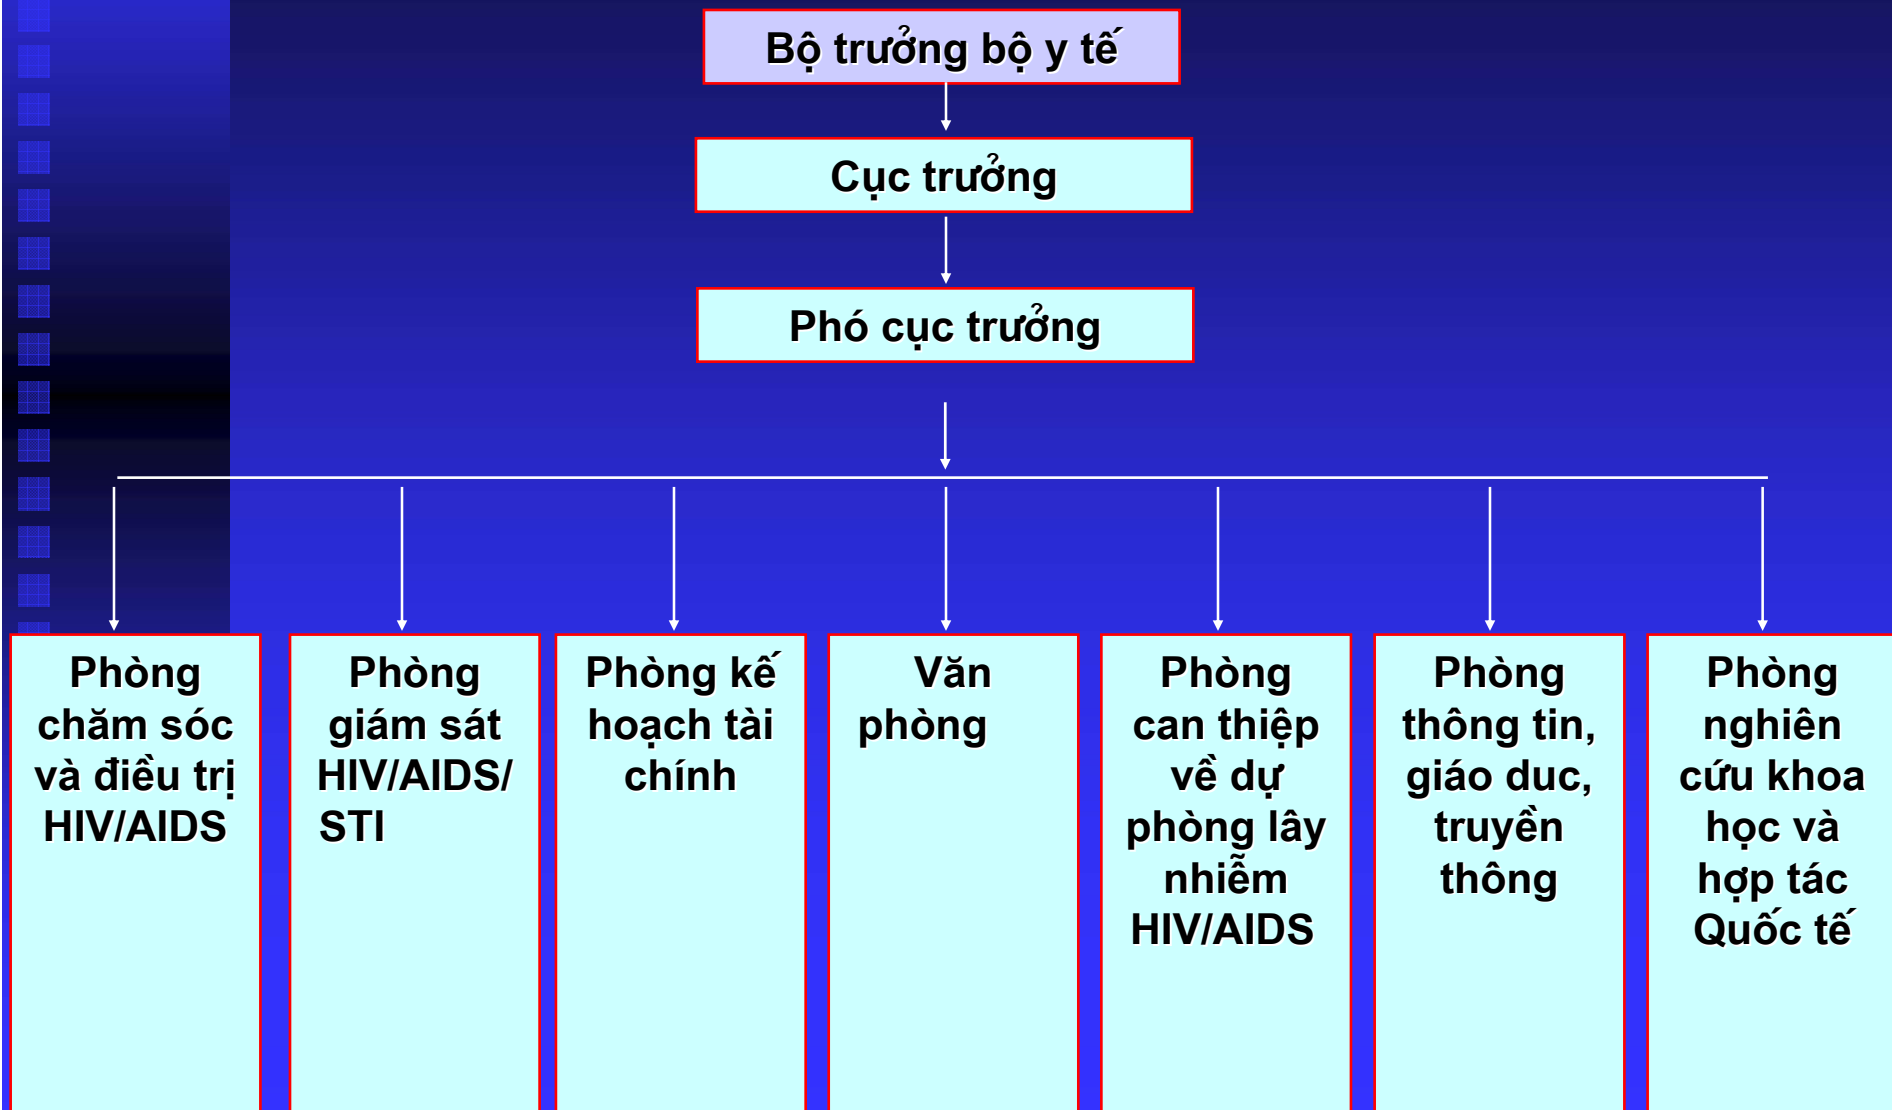 Bộ trưởng bộ y tế
Cục trưởng
Phó cục trưởng
Phòng
chăm sóc
và điều trị
HIV/AIDS
Phòng
giám sát
HIV/AIDS/
STI
Phòng kế
hoạch tài
chính
Văn
phòng
Phòng
can thiệp
về dự
phòng lây
nhiễm
HIV/AIDS
Phòng
thông tin,
giáo duc,
truyền
thông
Phòng
nghiên
cứu khoa
học và
hợp tác
Quốc tế